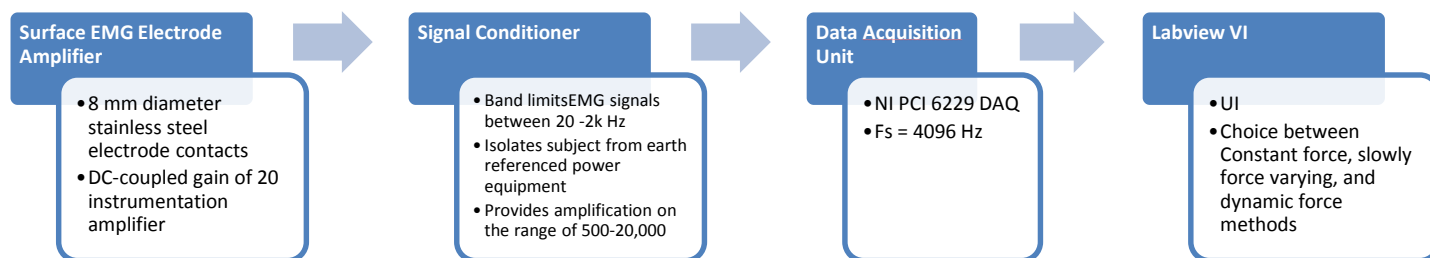 Surface EMG Electrode
Amplifier
• 8 mm diameter
stainless steel
electrode contacts
• DC-coupled gain of 20
instrumentation
amplifier
Signal Conditioner
• Band limitsEMG signals
between 20 -2k Hz
• Isolates subject from earth
referenced power
equipment
• Provides amplification on
the range of 500-20,000
Data Acquisition
Unit
• NI PCI 6229 DAQ
• Fs = 4096 Hz
Labview VI
• UI
• Choice between
Constant force, slowly
force varying, and
dynamic force
methods